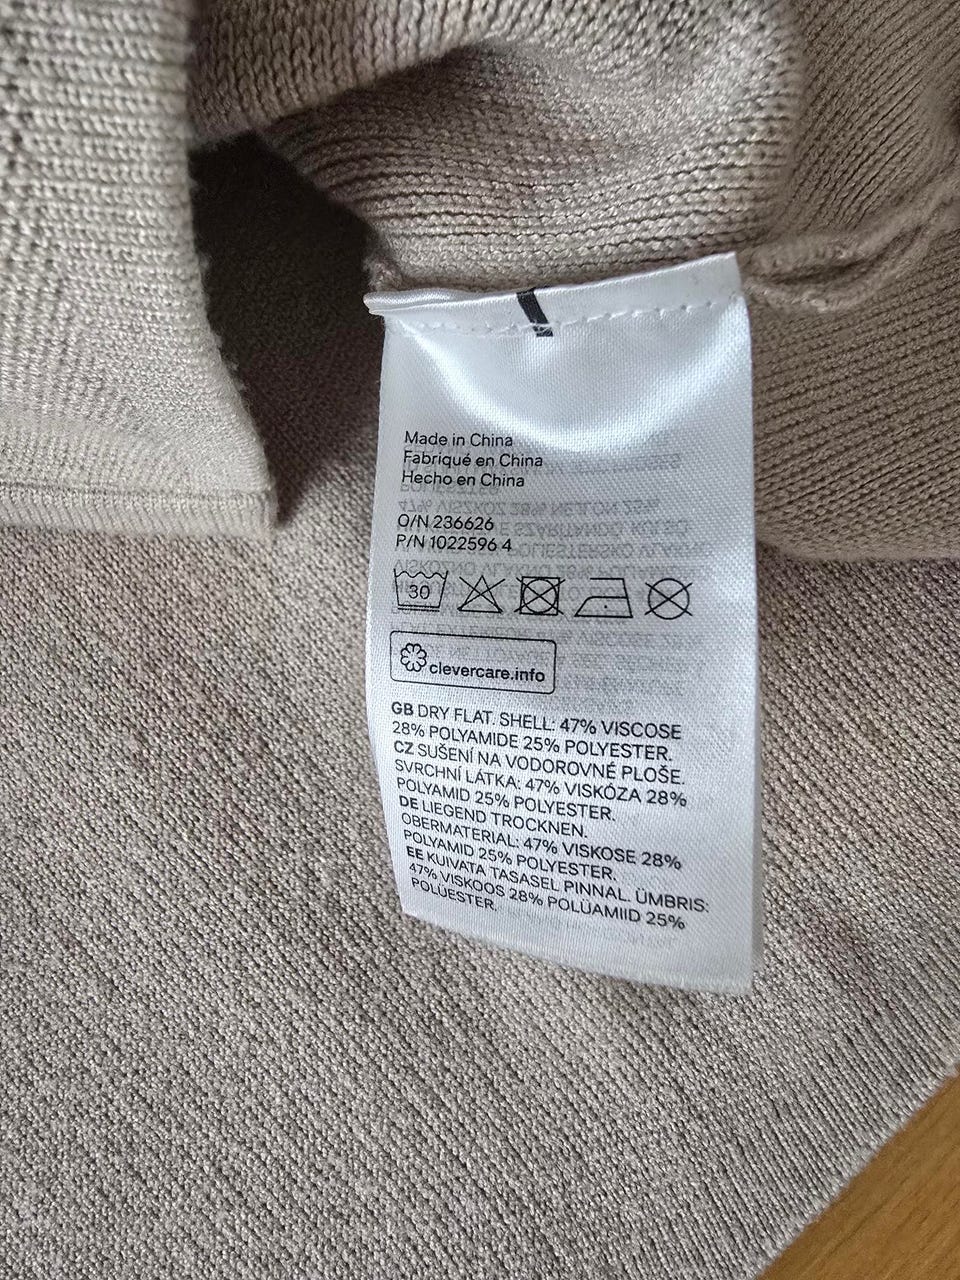 Made in China
Fabriqué en China
Hecho en China
O/N 236626
P/N 1022596 4
30
clevercare.info
GB DRY FLAT. SHELL: 47% VISCOSE
28% POLYAMIDE 25% POLYESTER.
CZ SUŠENÍ NA VODOROVNÉ PLOŠE.
SVRCHNÍ LÁTKA: 47% VISKÓZA 28%
POLYAMID 25% POLYESTER.
DE LIEGEND TROCKNEN.
OBERMATERIAL: 47% VISKOSE 28%
POLYAMID 25% POLYESTER.
EE KUIVATA TASASEL PINNAL. ÜMBRIS:
47% VISKOOS 28% POLÜAMIID 25%
POLÜESTER.